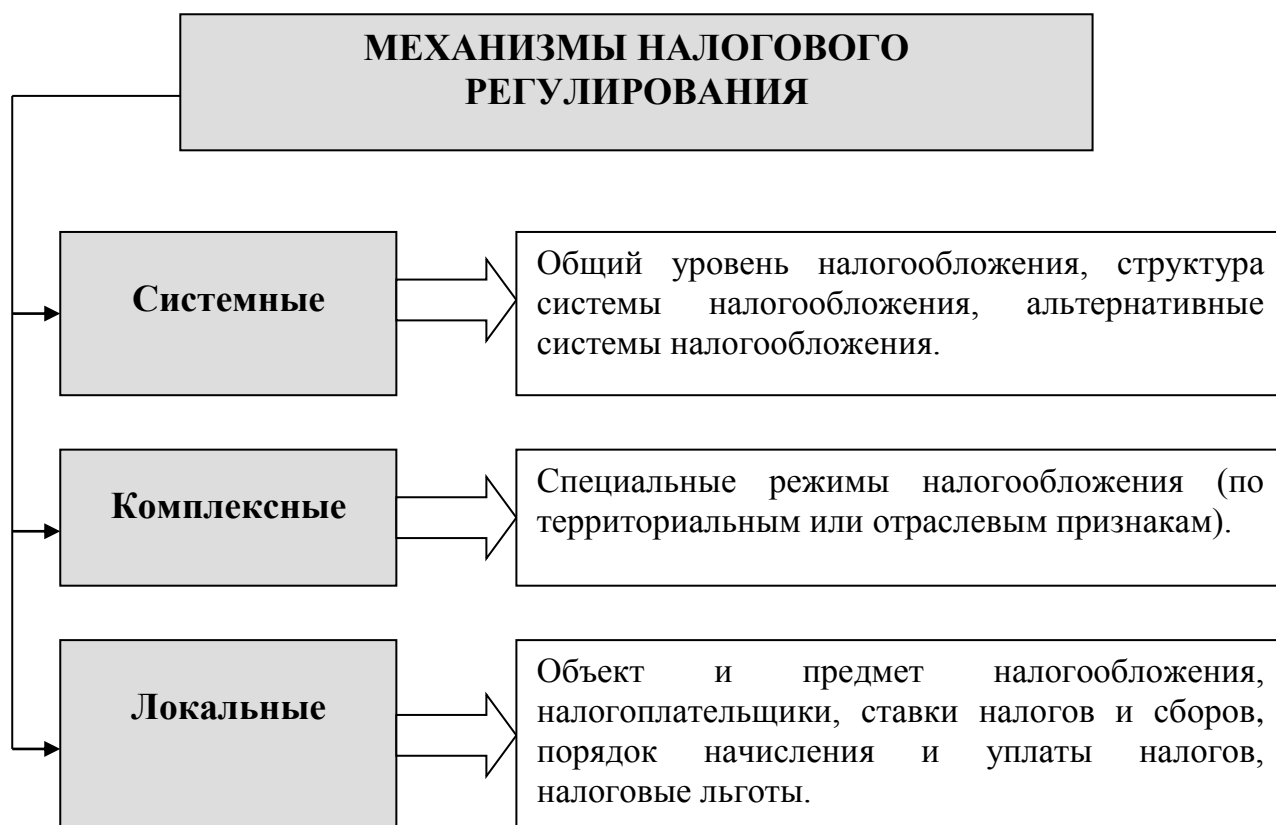 МЕХАНИЗМЫ НАЛОГОВОГО
РЕГУЛИРОВАНИЯ
Системные
Общий уровень налогообложения, структура
системы налогообложения, альтернативные
системы налогообложения.
Комплексные
Специальные режимы налогообложения (по
территориальным или отраслевым признакам).
Локальные
Объект и предмет налогообложения,
налогоплательщики, ставки налогов и сборов,
порядок начисления и уплаты налогов,
налоговые льготы.